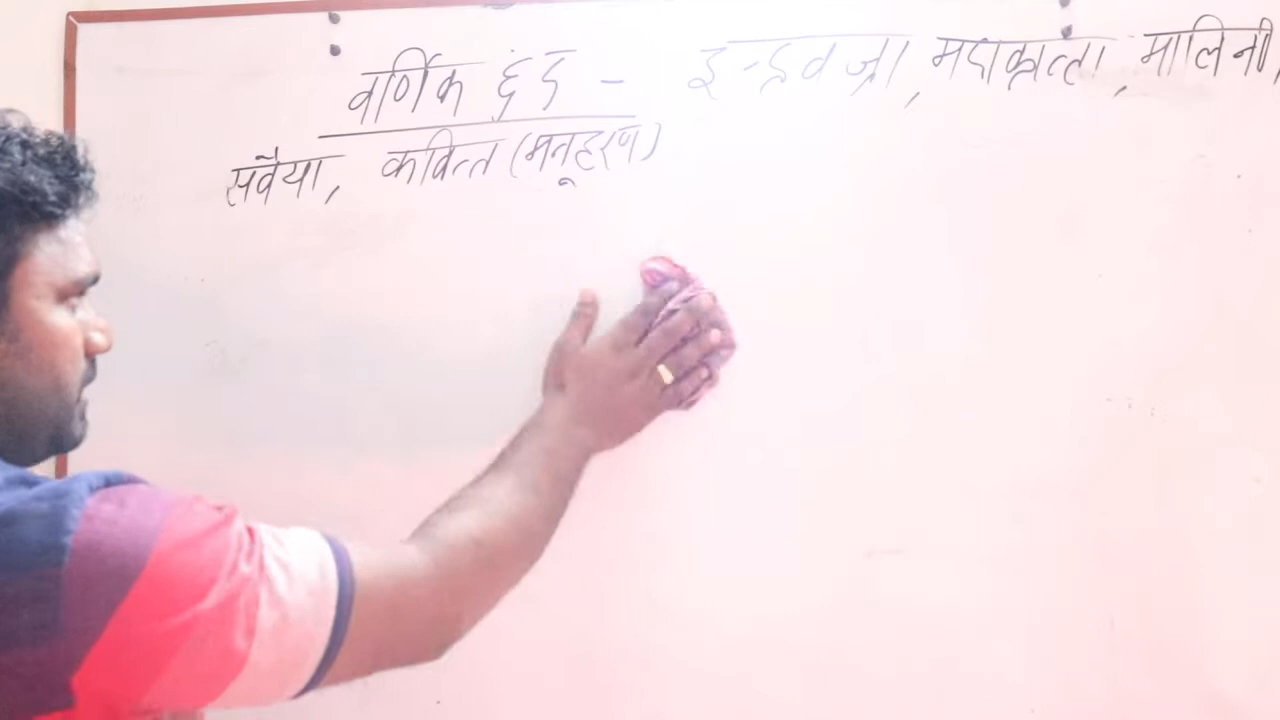 वर्णिक छंद - इन्द्रवज्रा, मंदाक्रान्ता, मालिनी,
सवैया, कवित्त (मनहरण)